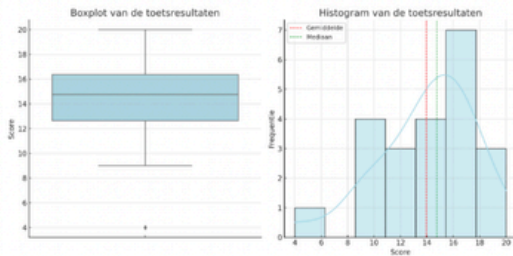 Boxplot van de toetsresultaten
Score
20
18
16
14
12
10
8
6
4
Histogram van de toetsresultaten
Gemiddelde
Mediaan
Frequentie
7
6
5
4
3
2
1
0
4 6 8 10 12 14 16 18 20
Score